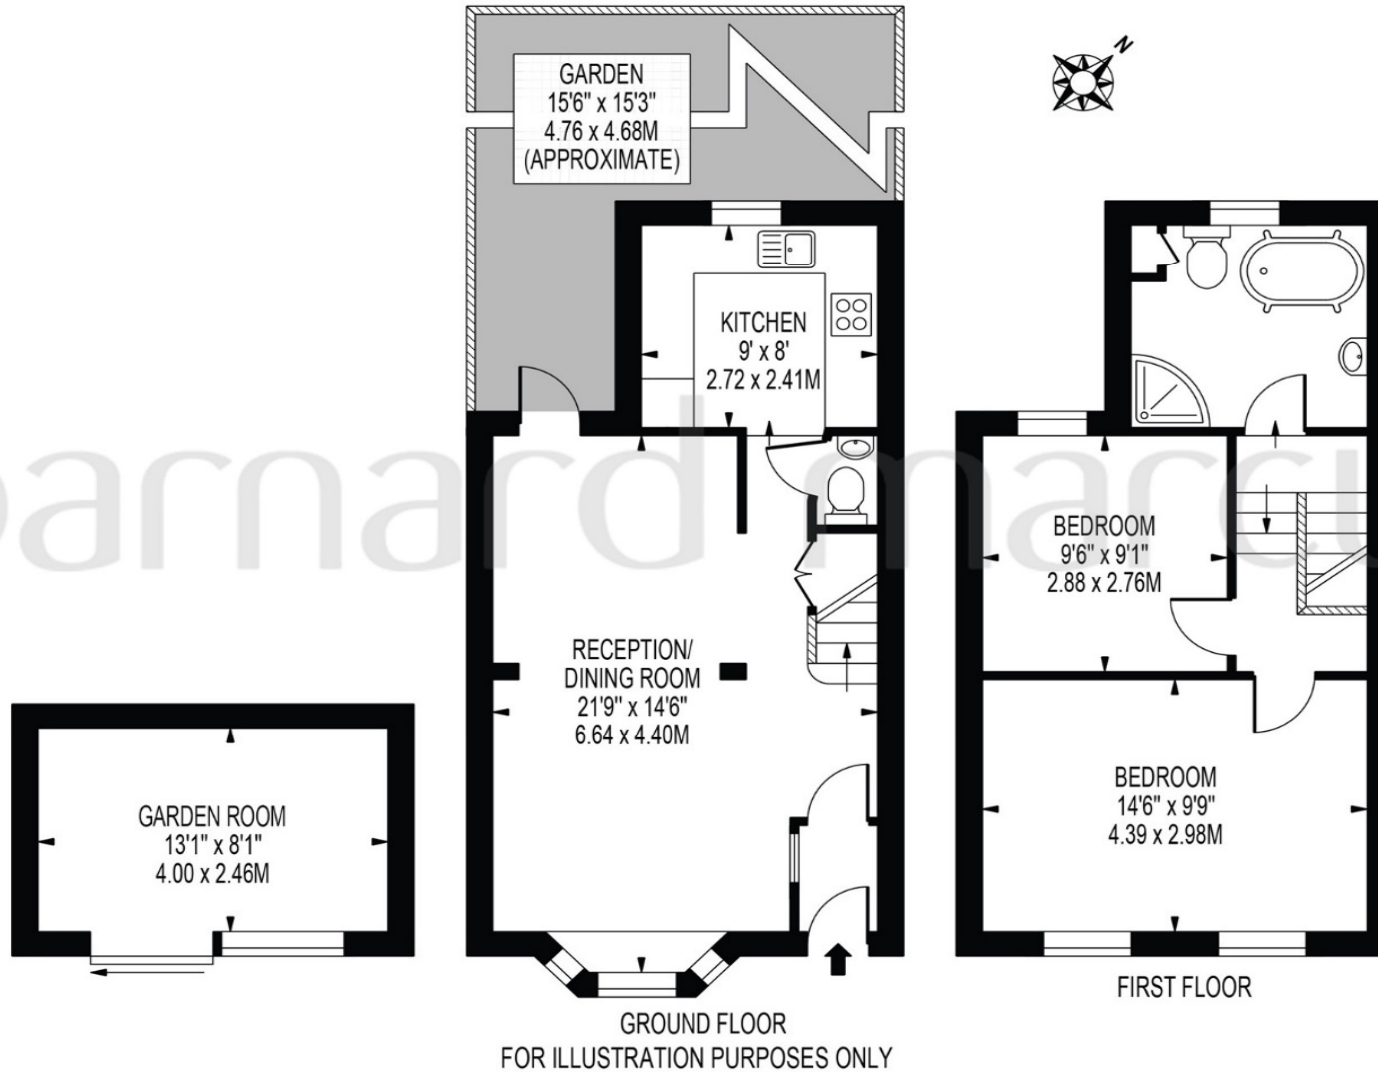 GARDEN
15'6" x 15'3"
4.76 x 4.68M
(APPROXIMATE)
N
KITCHEN
9' x 8'
2.72 x 2.41M
barnard marcu
BEDROOM
9'6" x 9'1"
2.88 x 2.76M
RECEPTION/
DINING ROOM
21'9" x 14'6"
6.64 x 4.40M
GARDEN ROOM
13'1" x 8'1"
4.00 x 2.46M
BEDROOM
14'6" x 9'9"
4.39 x 2.98M
FIRST FLOOR
GROUND FLOOR
FOR ILLUSTRATION PURPOSES ONLY